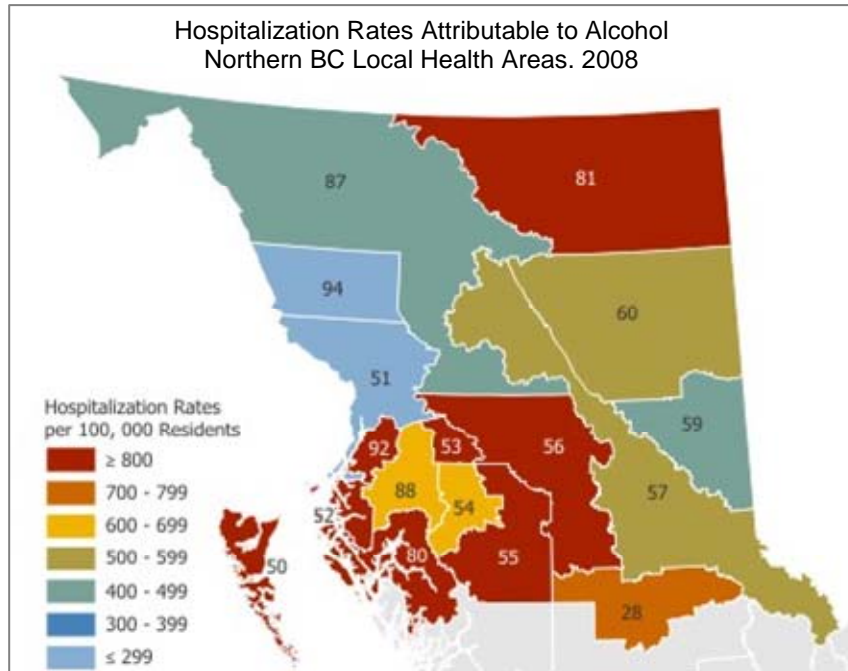 Hospitalization Rates Attributable to Alcohol
Northern BC Local Health Areas. 2008
87
81
94
60
51
59
Hospitalization Rates
per 100, 000 Residents
≥ 800
700 - 799
600 - 699
500 - 599
400 - 499
300 - 399
≤ 299
92
53
56
88
54
57
52
50
80
55
28